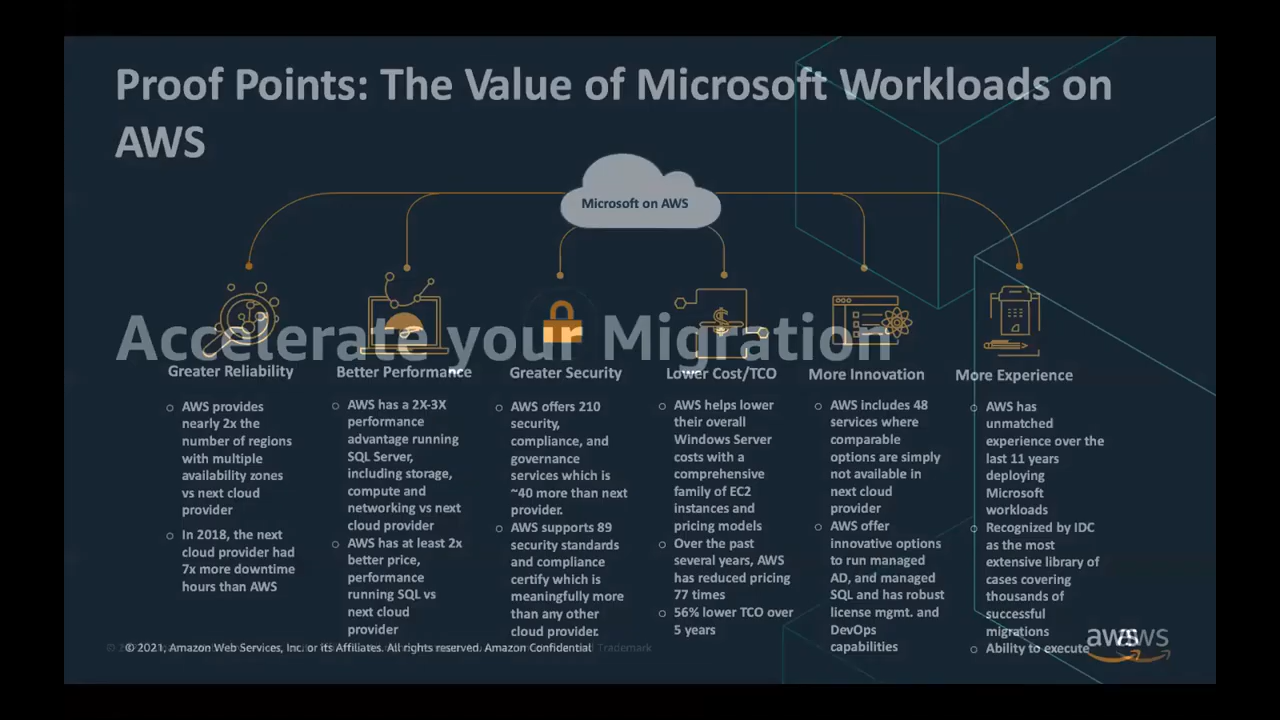 Proof Points: The Value of Microsoft Workloads on
AWS
Microsoft on AWS
Accelerate your Migration
Greater Reliability
AWS provides
nearly 2x the
number of regions
with multiple
availability zones
vs next cloud
provider
In 2018, the next
cloud provider had
7x more downtime
hours than AWS
Better Performance
AWS has a 2X-3X
performance
advantage running
SQL Server,
including storage,
compute and
networking vs next
cloud provider
AWS has at least 2x
better price,
performance
running SQL vs
next cloud
provider
Greater Security
AWS offers 210
security,
compliance, and
governance
services which is
~40 more than next
provider.
AWS supports 89
security standards
and compliance
certify which is
meaningfully more
than any other
cloud provider.
Lower Cost/TCO
AWS helps lower
their overall
Windows Server
costs with a
comprehensive
family of EC2
instances and
pricing models
Over the past
several years, AWS
has reduced pricing
77 times
56% lower TCO over
5 years
More Innovation
AWS includes 48
services where
comparable
options are simply
not available in
next cloud
provider
AWS offer
innovative options
to run managed
AD, and managed
SQL and has robust
license mgmt. and
DevOps
capabilities
More Experience
AWS has
unmatched
experience over the
last 11 years
deploying
Microsoft
workloads
Recognized by IDC
as the most
extensive library of
cases covering
thousands of
successful
migrations
Ability to execute
© 2021, Amazon Web Services, Inc. or its Affiliates. All rights reserved. Amazon Confidential
Trademark
aws
aws